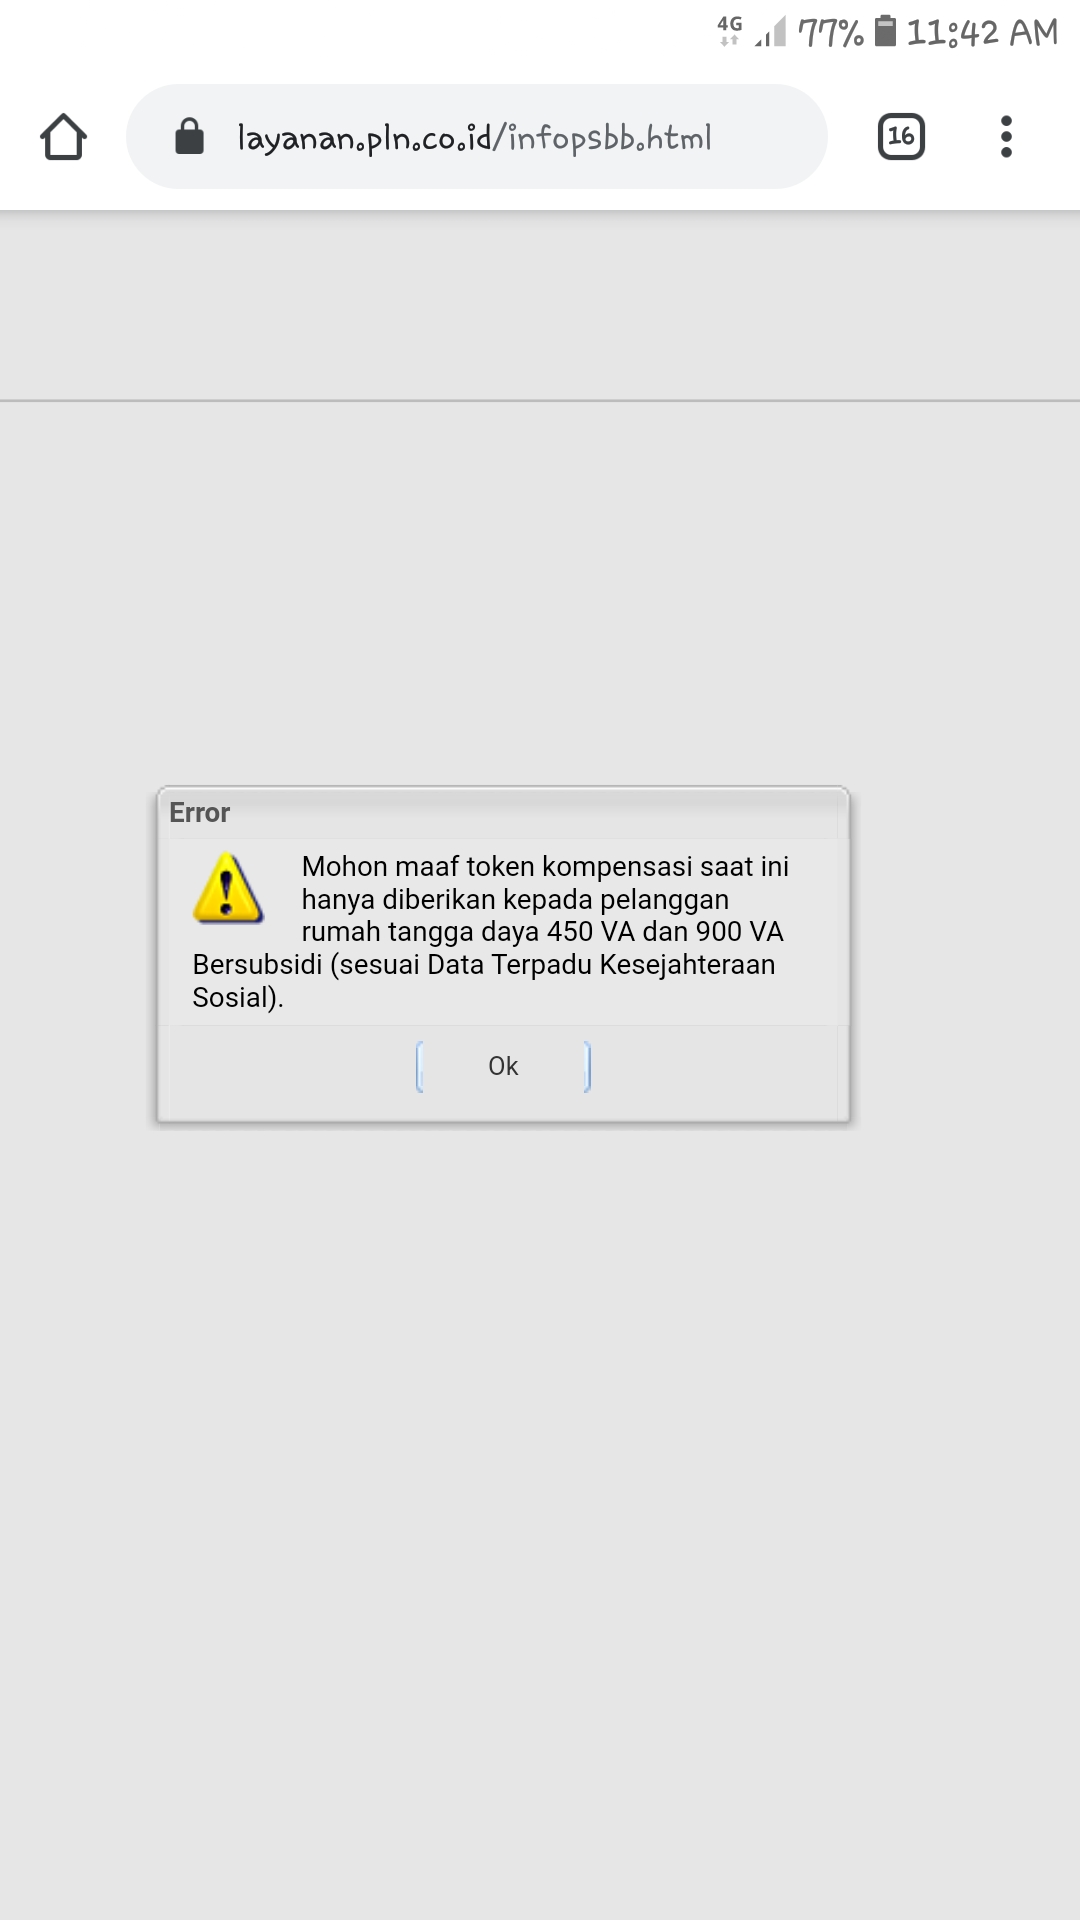 4G 77% 11:42 AM
layanan.pln.co.id/infopsbb.html 16
Error
Mohon maaf token kompensasi saat ini
hanya diberikan kepada pelanggan
rumah tangga daya 450 VA dan 900 VA
Bersubsidi (sesuai Data Terpadu Kesejahteraan
Sosial).
Ok